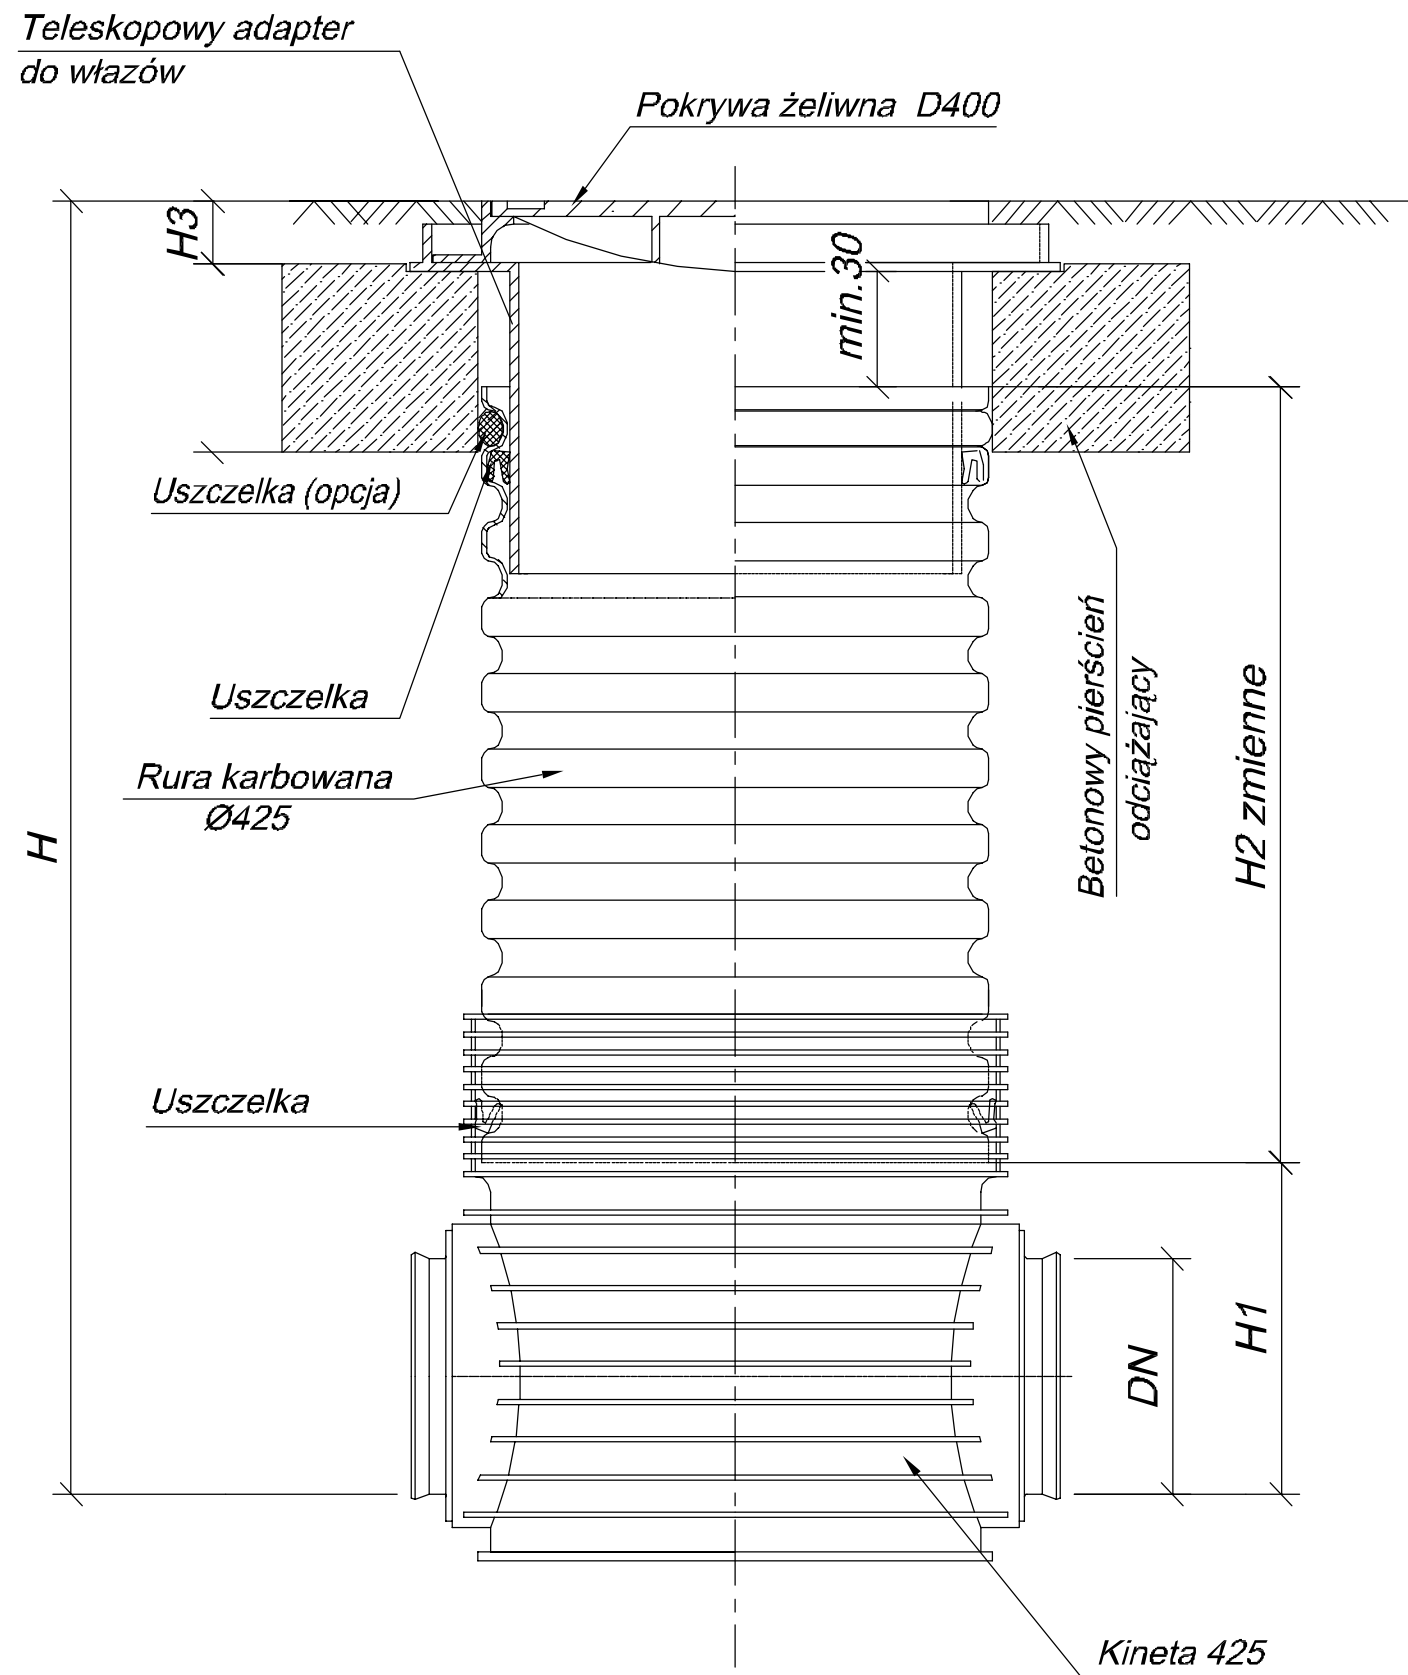 Teleskopowy adapter
do włazów
Pokrywa żeliwna D400
H3
min.30
Uszczelka (opcja)
Uszczelka
Rura karbowana
Ø425
H
Betonowy pierścień
odciążający
H2 zmienne
Uszczelka
DN
H1
Kineta 425